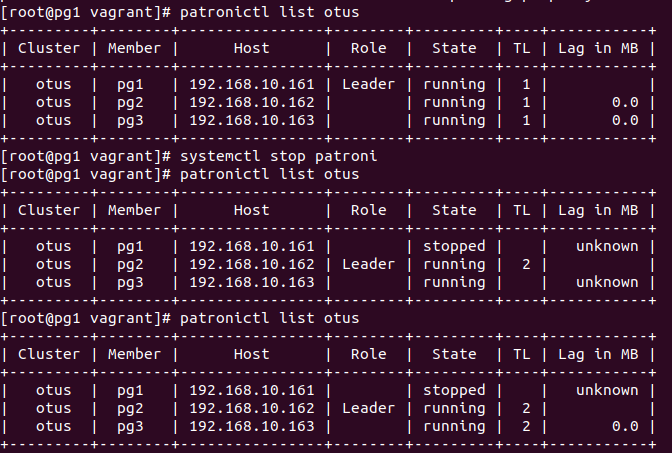 [root@pg1 vagrant]# patronictl list otus
+---------+--------+----------------+--------+---------+----+-----------+
| Cluster | Member |      Host      |  Role  |  State  | TL | Lag in MB |
+---------+--------+----------------+--------+---------+----+-----------+
|   otus  |  pg1   | 192.168.10.161 | Leader | running |  1 |           |
|   otus  |  pg2   | 192.168.10.162 |        | running |  1 |       0.0 |
|   otus  |  pg3   | 192.168.10.163 |        | running |  1 |       0.0 |
+---------+--------+----------------+--------+---------+----+-----------+
[root@pg1 vagrant]# systemctl stop patroni
[root@pg1 vagrant]# patronictl list otus
+---------+--------+----------------+--------+---------+----+-----------+
| Cluster | Member |      Host      |  Role  |  State  | TL | Lag in MB |
+---------+--------+----------------+--------+---------+----+-----------+
|   otus  |  pg1   | 192.168.10.161 |        | stopped |    |   unknown |
|   otus  |  pg2   | 192.168.10.162 | Leader | running |  2 |           |
|   otus  |  pg3   | 192.168.10.163 |        | running |    |   unknown |
+---------+--------+----------------+--------+---------+----+-----------+
[root@pg1 vagrant]# patronictl list otus
+---------+--------+----------------+--------+---------+----+-----------+
| Cluster | Member |      Host      |  Role  |  State  | TL | Lag in MB |
+---------+--------+----------------+--------+---------+----+-----------+
|   otus  |  pg1   | 192.168.10.161 |        | stopped |    |   unknown |
|   otus  |  pg2   | 192.168.10.162 | Leader | running |  2 |           |
|   otus  |  pg3   | 192.168.10.163 |        | running |  2 |       0.0 |
+---------+--------+----------------+--------+---------+----+-----------+